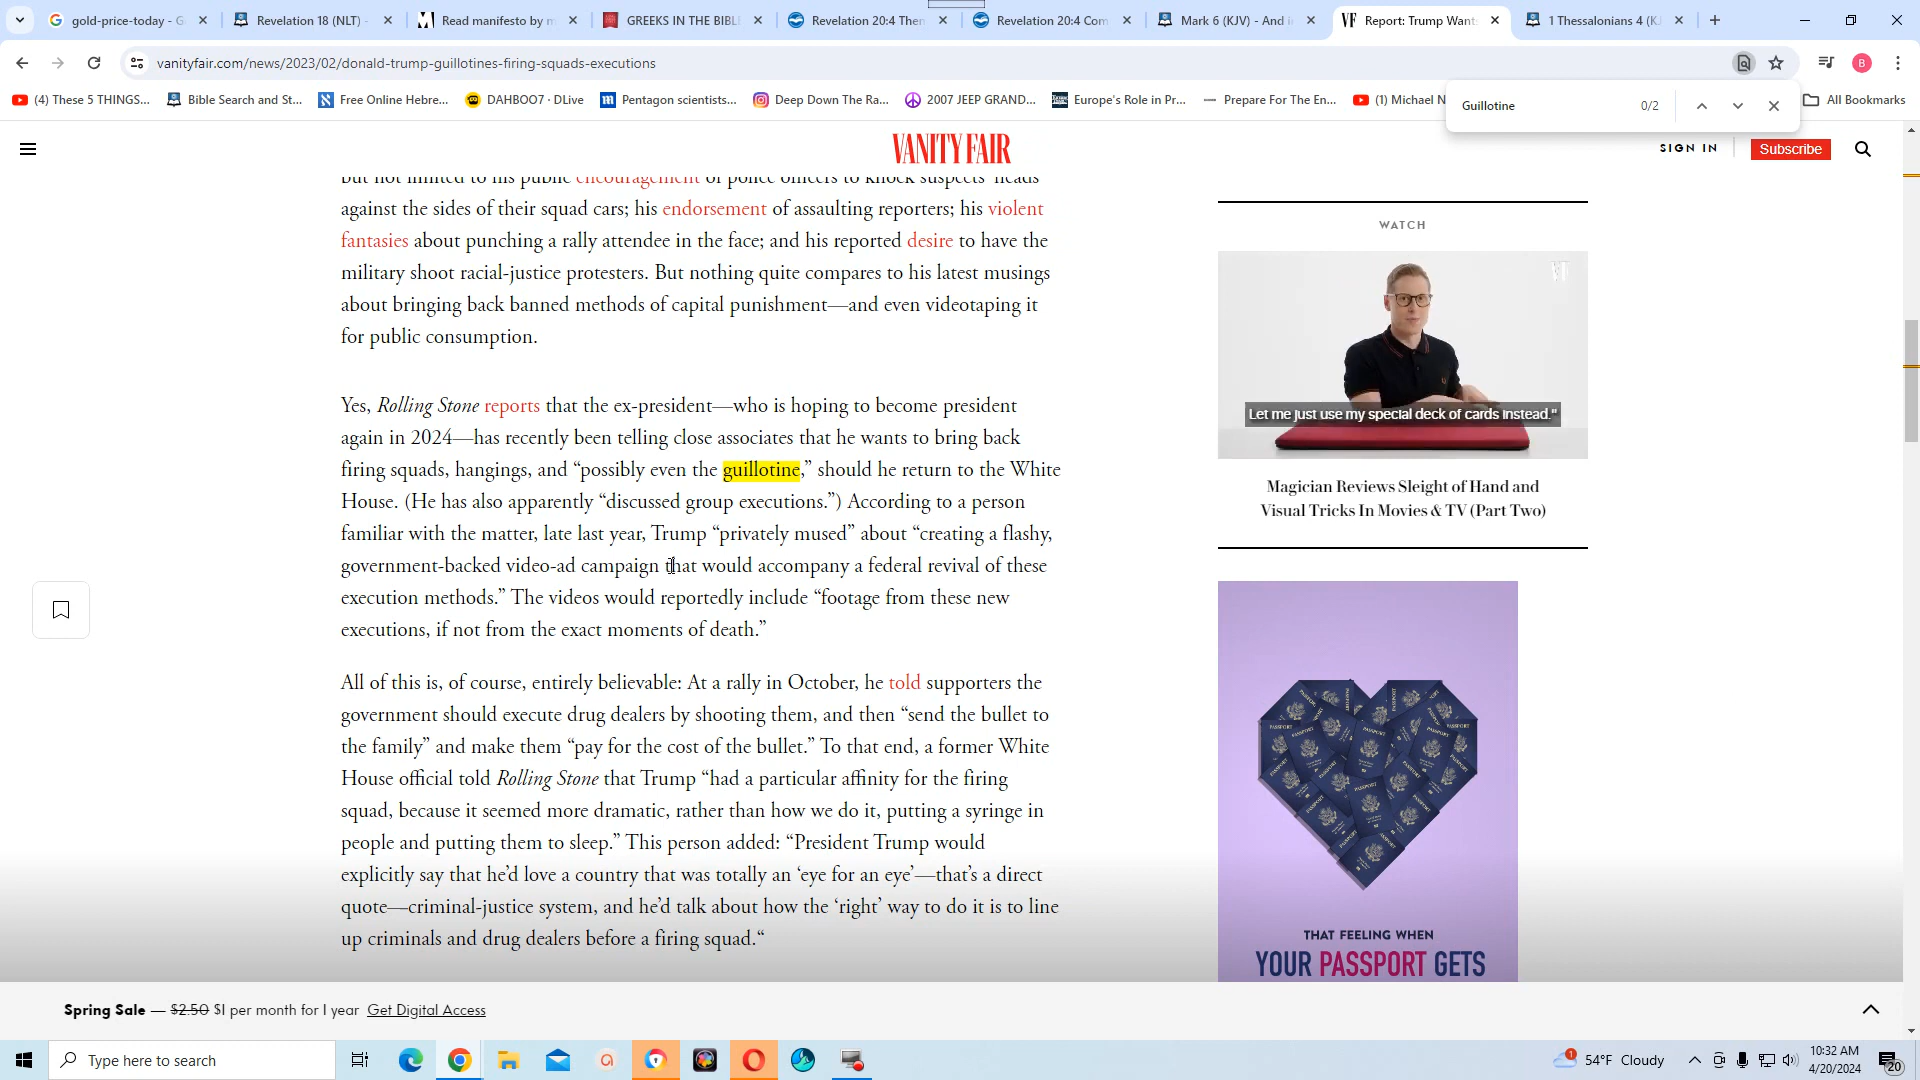 gold-price-today - G
Revelation 18 (NLT) -
Read manifesto by m
GREEKS IN THE BIBL
Revelation 20:4 Then
Revelation 20:4 Com
Mark 6 (KJV) - And i
VF Report: Trump Want
1 Thessalonians 4 (K
vanityfair.com/news/2023/02/donald-trump-guillotines-firing-squads-executions
B
(4) These 5 THINGS...
Bible Search and St...
Free Online Hebre...
DAHBOO7 · DLive
Pentagon scientists...
Deep Down The Ra...
2007 JEEP GRAND...
Europe's Role in Pr...
Prepare For The En...
(1) Michael N
All Bookmarks
Guillotine 0/2
VANITY FAIR
SIGN IN
Subscribe
but not limited to his public encouragement of police officers to knock suspects' heads
against the sides of their squad cars; his endorsement of assaulting reporters; his violent
fantasies about punching a rally attendee in the face; and his reported desire to have the
military shoot racial-justice protesters. But nothing quite compares to his latest musings
about bringing back banned methods of capital punishment—and even videotaping it
for public consumption.
Yes, Rolling Stone reports that the ex-president—who is hoping to become president
again in 2024—has recently been telling close associates that he wants to bring back
firing squads, hangings, and “possibly even the guillotine,” should he return to the White
House. (He has also apparently “discussed group executions.”) According to a person
familiar with the matter, late last year, Trump “privately mused” about “creating a flashy,
government-backed video-ad campaign that would accompany a federal revival of these
execution methods.” The videos would reportedly include “footage from these new
executions, if not from the exact moments of death.”
All of this is, of course, entirely believable: At a rally in October, he told supporters the
government should execute drug dealers by shooting them, and then “send the bullet to
the family” and make them “pay for the cost of the bullet.” To that end, a former White
House official told Rolling Stone that Trump “had a particular affinity for the firing
squad, because it seemed more dramatic, rather than how we do it, putting a syringe in
people and putting them to sleep.” This person added: “President Trump would
explicitly say that he’d love a country that was totally an ‘eye for an eye’—that’s a direct
quote—criminal-justice system, and he’d talk about how the ‘right’ way to do it is to line
up criminals and drug dealers before a firing squad.“
WATCH
VF
Let me just use my special deck of cards instead."
Magician Reviews Sleight of Hand and
Visual Tricks In Movies & TV (Part Two)
PASSPORT
THAT FEELING WHEN
YOUR PASSPORT GETS
Spring Sale — $2.50 $1 per month for 1 year Get Digital Access
Type here to search
1
54°F Cloudy
10:32 AM
4/20/2024
20